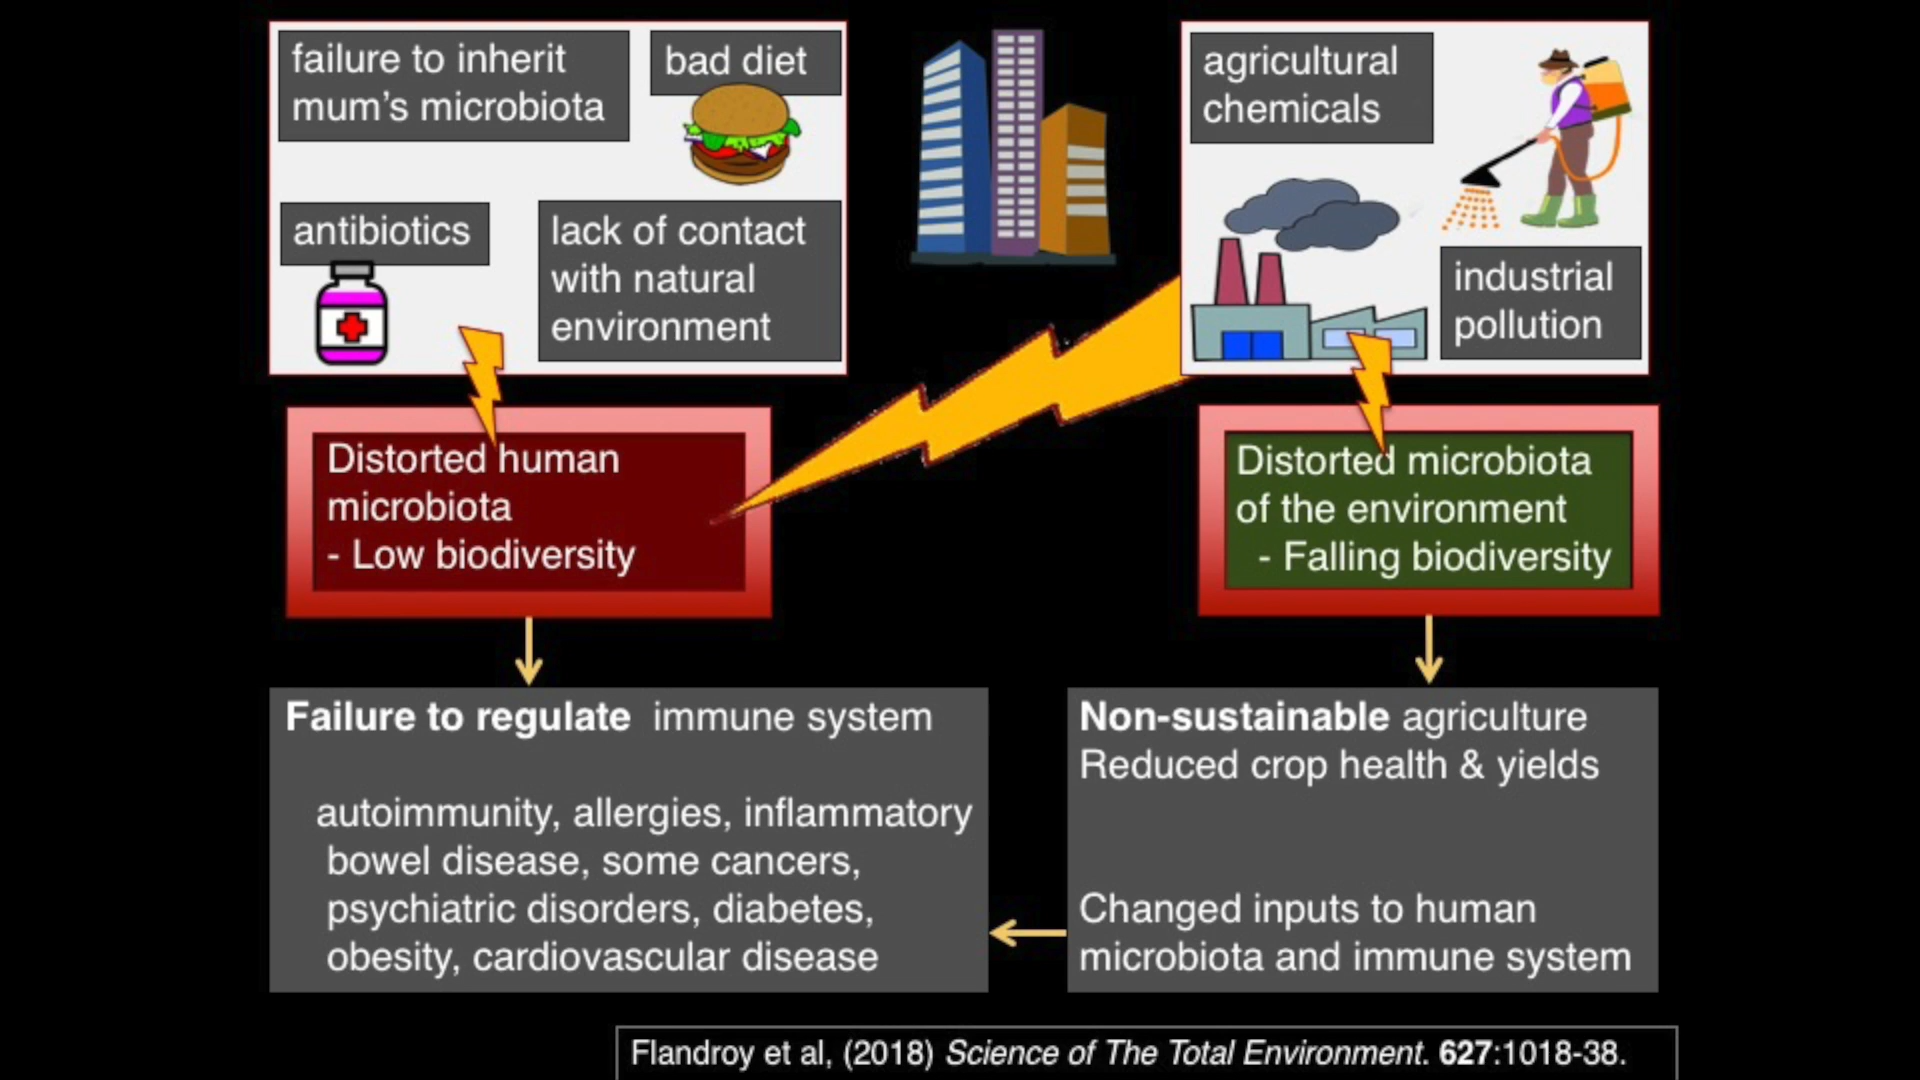 failure to inherit
mum's microbiota
bad diet
antibiotics
lack of contact
with natural
environment
agricultural
chemicals
industrial
pollution
Distorted human
microbiota
- Low biodiversity
Distorted microbiota
of the environment
- Falling biodiversity
Failure to regulate immune system
autoimmunity, allergies, inflammatory
bowel disease, some cancers,
psychiatric disorders, diabetes,
obesity, cardiovascular disease
Non-sustainable agriculture
Reduced crop health & yields
Changed inputs to human
microbiota and immune system
Flandroy et al, (2018) Science of The Total Environment. 627:1018-38.